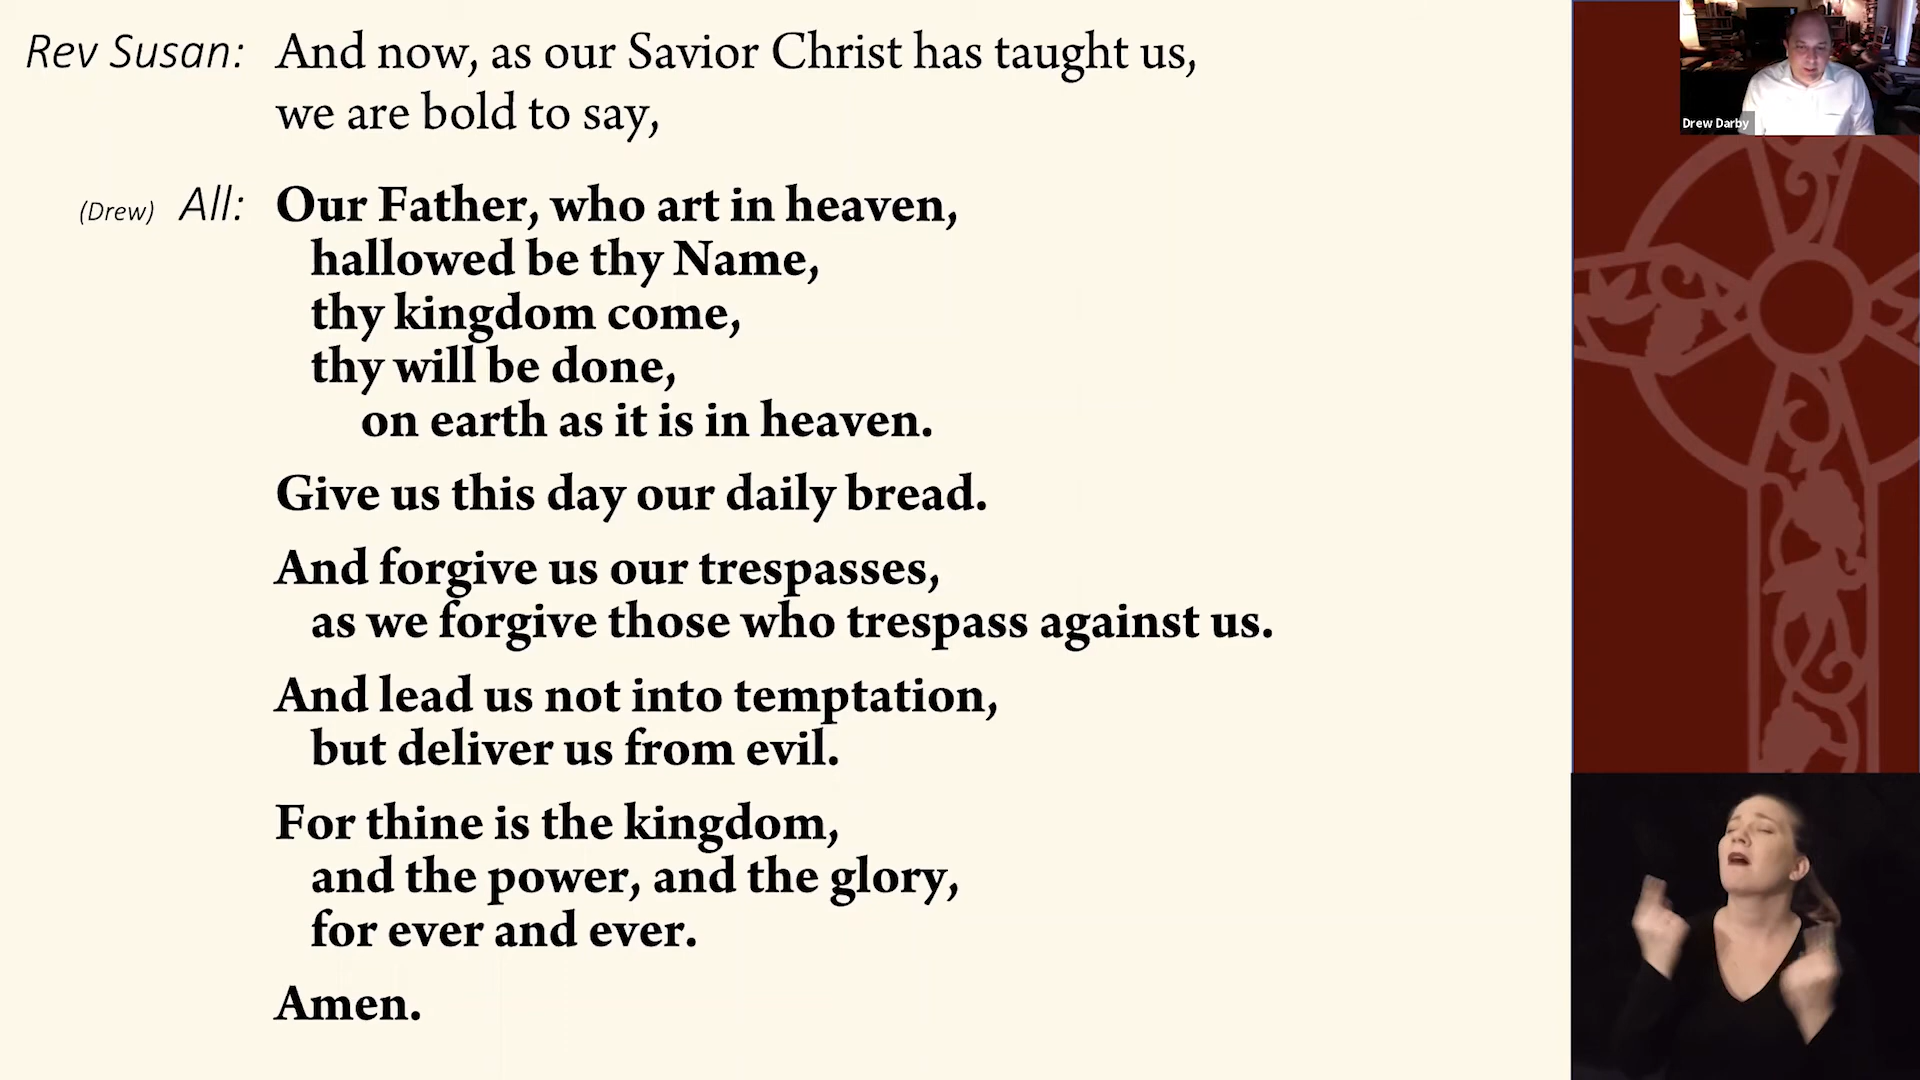 Rev Susan: And now, as our Savior Christ has taught us,
we are bold to say,
(Drew) All: Our Father, who art in heaven,
hallowed be thy Name,
thy kingdom come,
thy will be done,
on earth as it is in heaven.
Give us this day our daily bread.
And forgive us our trespasses,
as we forgive those who trespass against us.
And lead us not into temptation,
but deliver us from evil.
For thine is the kingdom,
and the power, and the glory,
for ever and ever.
Amen.
Drew Darby